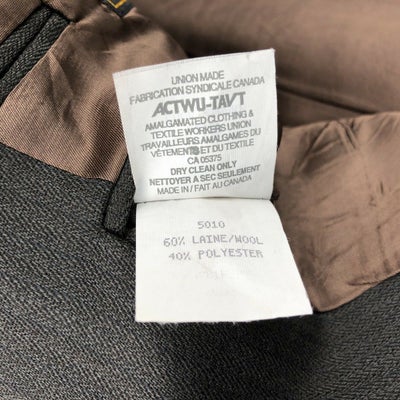 UNION MADE
FABRICATION SYNDICALE CANADA
ACTWU-TAVT
AMALGAMATED CLOTHING &
TEXTILE WORKERS UNION
TRAVAILLEURS AMALGAMES DU
VÊTEMENTS ET DU TEXTILE
CA 05375
DRY CLEAN ONLY
NETTOYER A SEC SEULEMENT
MADE IN / FAIT AU CANADA
5010
60% LAINE/WOOL
40% POLYESTER